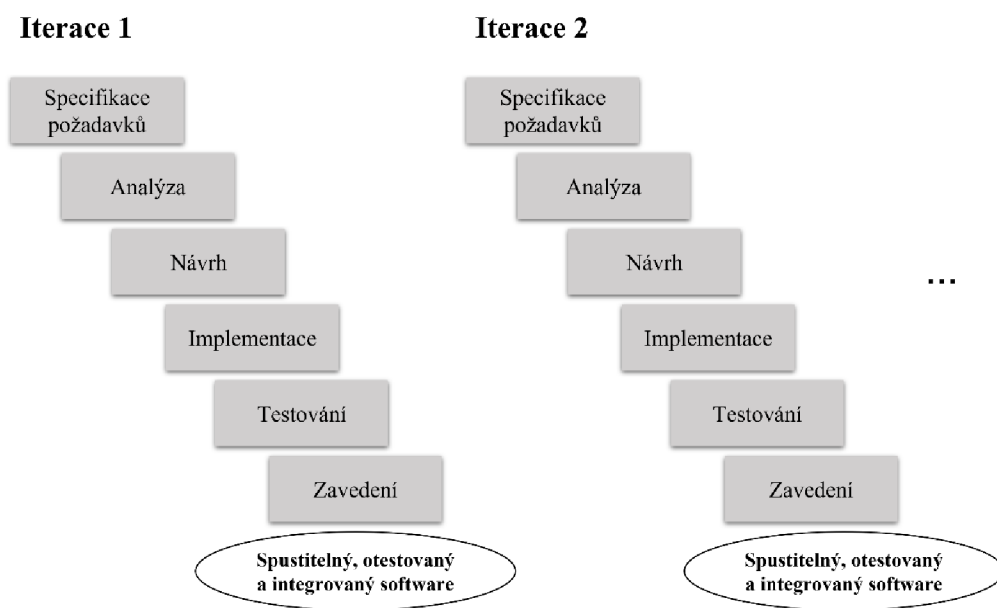 Iterace 1
Specifikace
požadavků
Analýza
Návrh
Implementace
Testování
Zavedení
Spustitelný, otestovaný
a integrovaný software
Iterace 2
Specifikace
požadavků
Analýza
Návrh
Implementace
Testování
Zavedení
Spustitelný, otestovaný
a integrovaný software
...